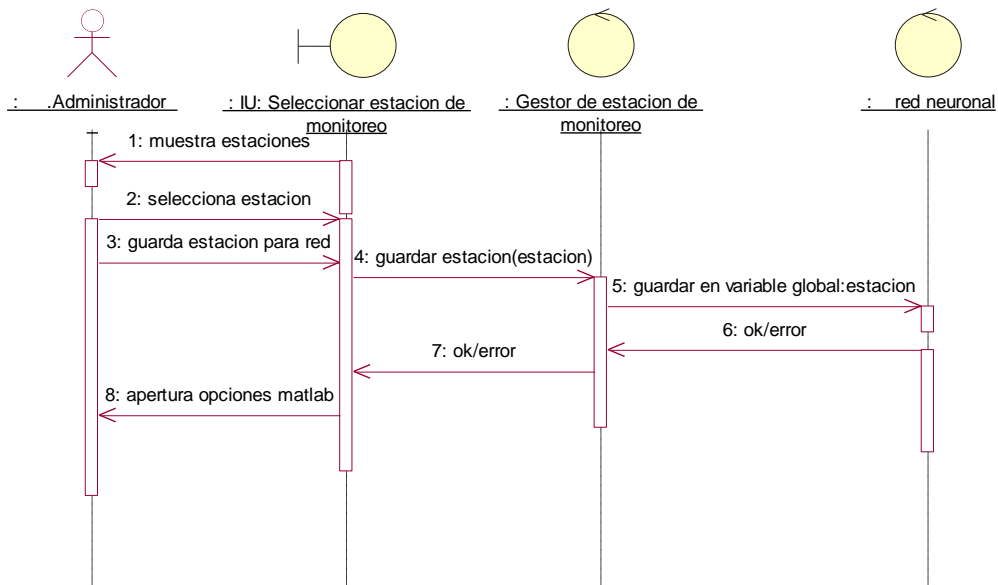 : .Administrador
: IU: Seleccionar estacion de
monitoreo
: Gestor de estacion de
monitoreo
: red neuronal
1: muestra estaciones
2: selecciona estacion
3: guarda estacion para red
4: guardar estacion(estacion)
5: guardar en variable global:estacion
6: ok/error
7: ok/error
8: apertura opciones matlab